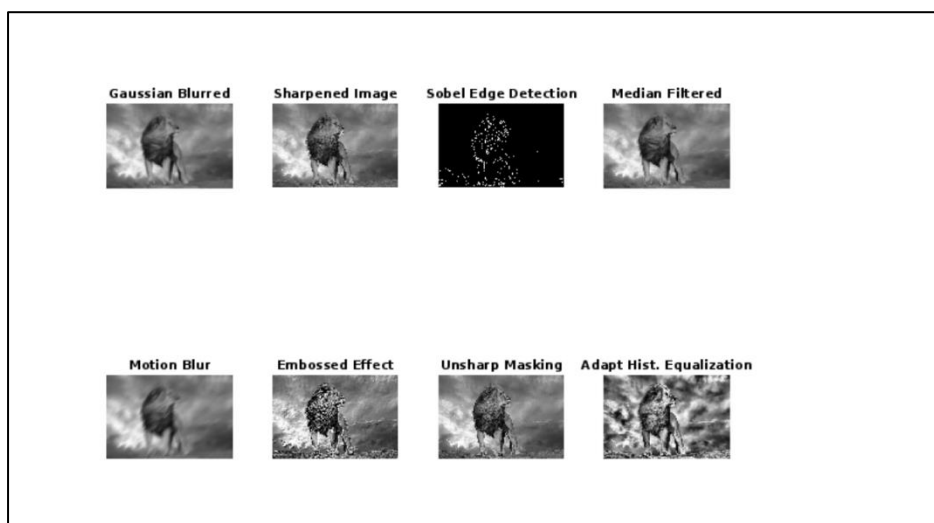 Gaussian Blurred
Sharpened Image
Sobel Edge Detection
Median Filtered
Motion Blur
Embossed Effect
Unsharp Masking
Adapt Hist. Equalization